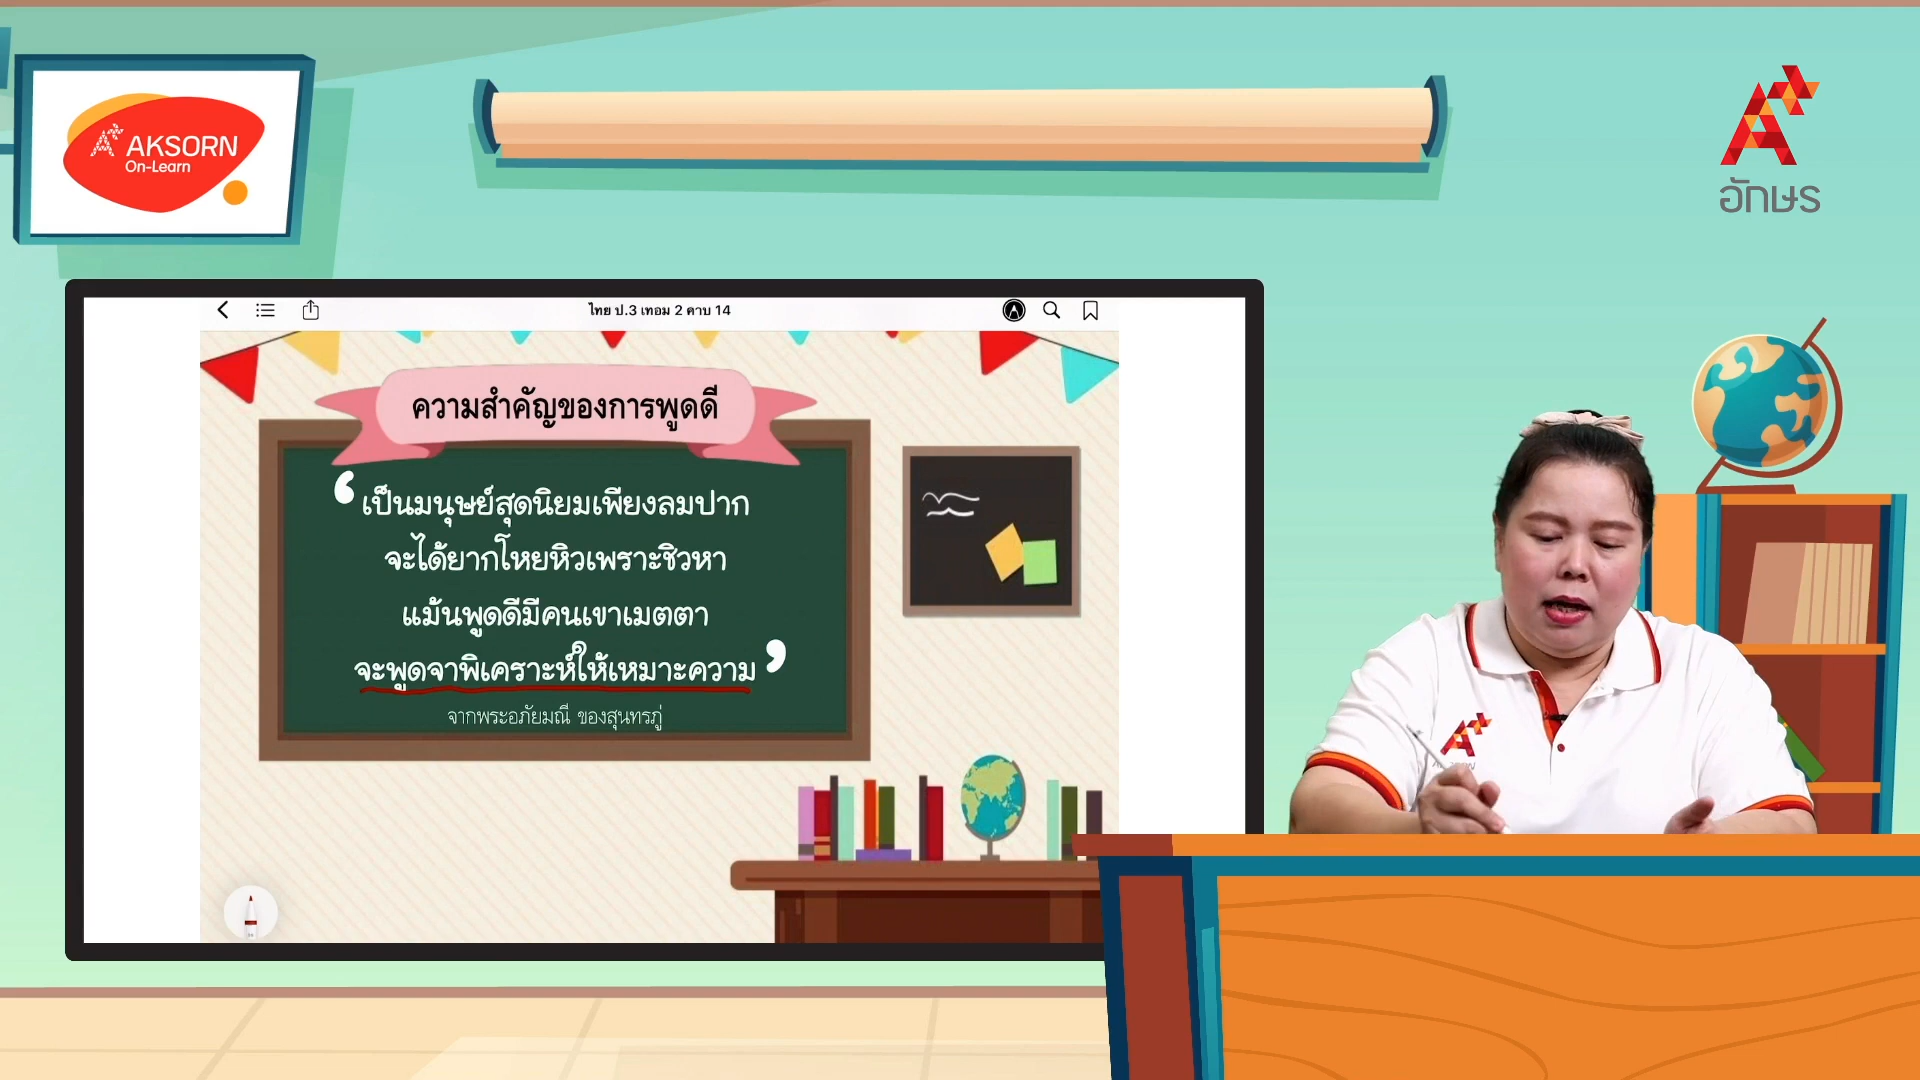 AKSORN
On-Learn
อักษร
ไทย ป.3 เทอม 2 คาบ 14
ความสำคัญของการพูดดี
‘เป็นมนุษย์สุดนิยมเพียงลมปาก
จะได้ยากโหยหิวเพราะชิวหา
แม้นพูดดีมีคนเขาเมตตา
จะพูดจาพิเคราะห์ให้เหมาะความ’
จากพระอภัยมณี ของสุนทรภู่